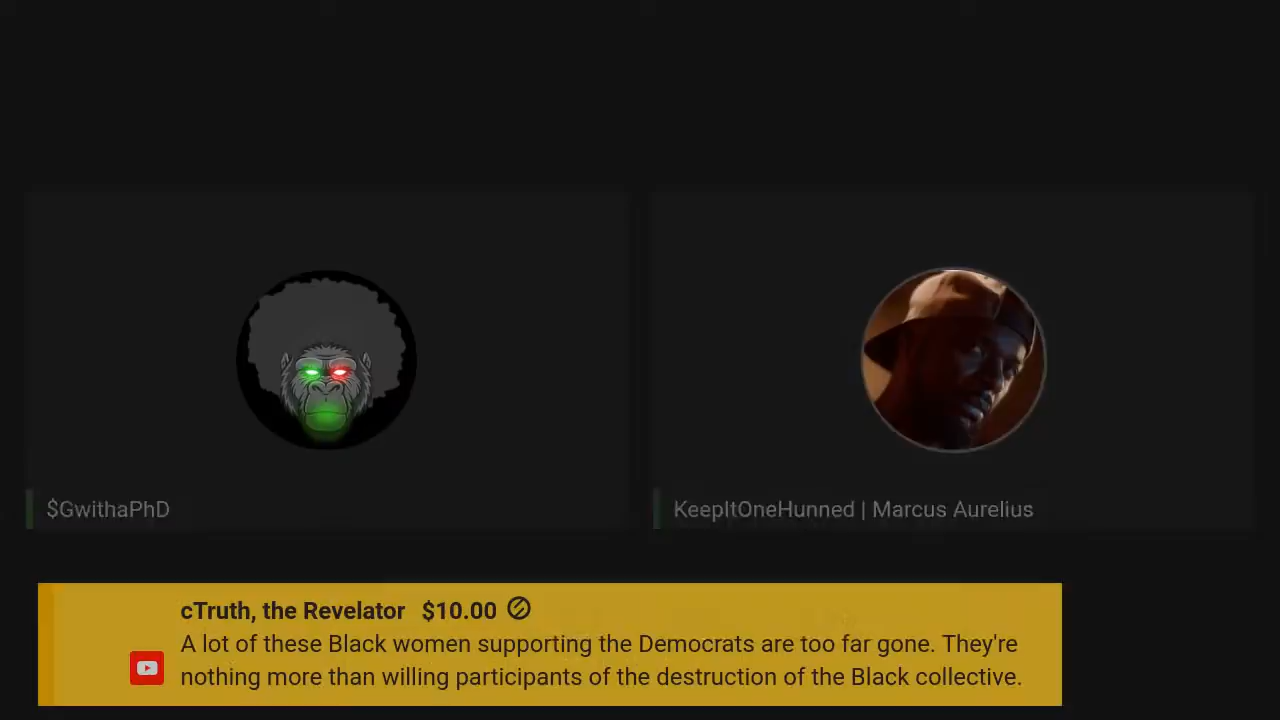 $GwithaPhD
KeepItOneHunned | Marcus Aurelius
cTruth, the Revelator $10.00
A lot of these Black women supporting the Democrats are too far gone. They're
nothing more than willing participants of the destruction of the Black collective.